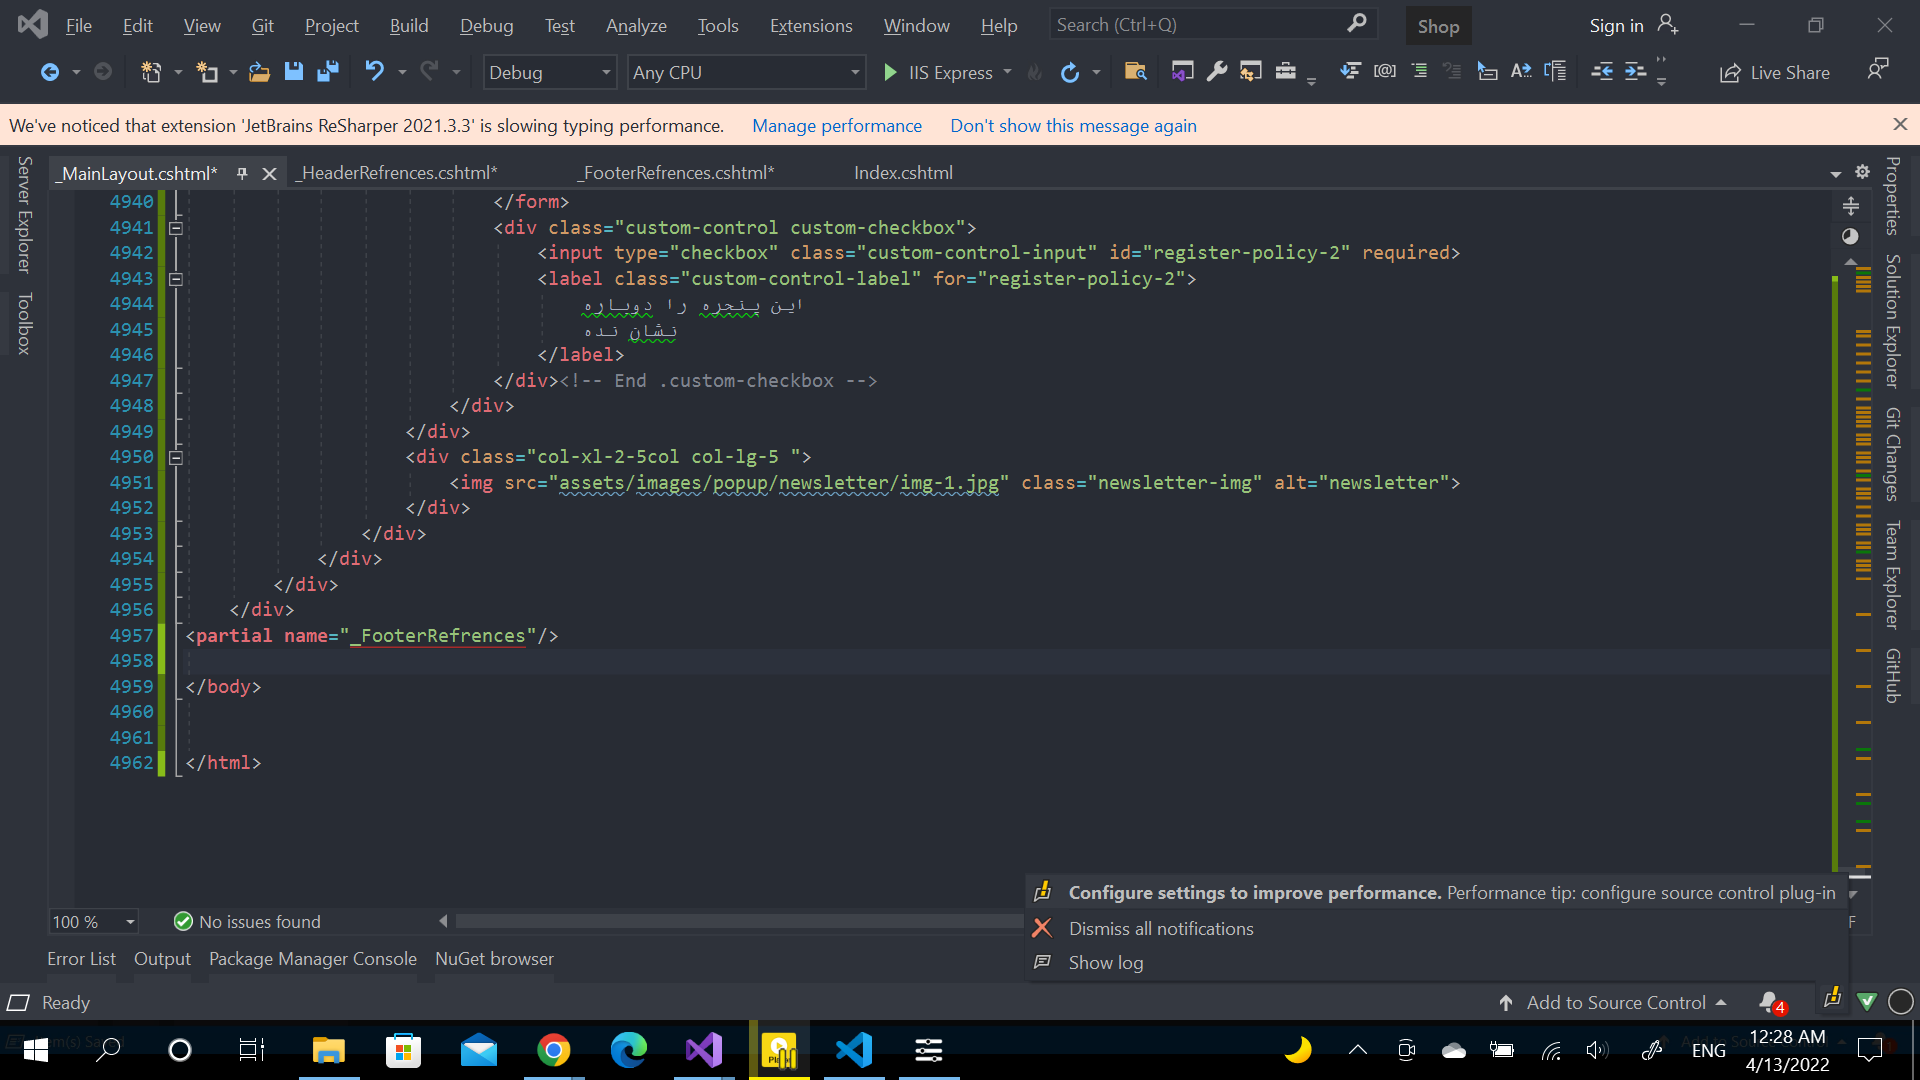 File Edit View Git Project Build Debug Test Analyze Tools Extensions Window Help Search (Ctrl+Q) Shop Sign in
Debug Any CPU IIS Express Live Share
We've noticed that extension 'JetBrains ReSharper 2021.3.3' is slowing typing performance. Manage performance Don't show this message again
_MainLayout.cshtml* _HeaderRefrences.cshtml* _FooterRefrences.cshtml* Index.cshtml
Server Explorer
Toolbox
4940 </form>
4941 <div class="custom-control custom-checkbox">
4942 <input type="checkbox" class="custom-control-input" id="register-policy-2" required>
4943 <label class="custom-control-label" for="register-policy-2">
4944 این پنجره را دوباره
4945 نشان نده
4946 </label>
4947 </div><!-- End .custom-checkbox -->
4948 </div>
4949 </div>
4950 <div class="col-xl-2-5col col-lg-5 ">
4951 <img src="assets/images/popup/newsletter/img-1.jpg" class="newsletter-img" alt="newsletter">
4952 </div>
4953 </div>
4954 </div>
4955 </div>
4956 </div>
4957 <partial name="_FooterRefrences"/>
4958
4959 </body>
4960
4961
4962 </html>
Properties
Solution Explorer
Git Changes
Team Explorer
GitHub
100 % No issues found
Configure settings to improve performance. Performance tip: configure source control plug-in
Dismiss all notifications
Show log
Error List Output Package Manager Console NuGet browser
Ready Add to Source Control 4
ENG 12:28 AM
4/13/2022